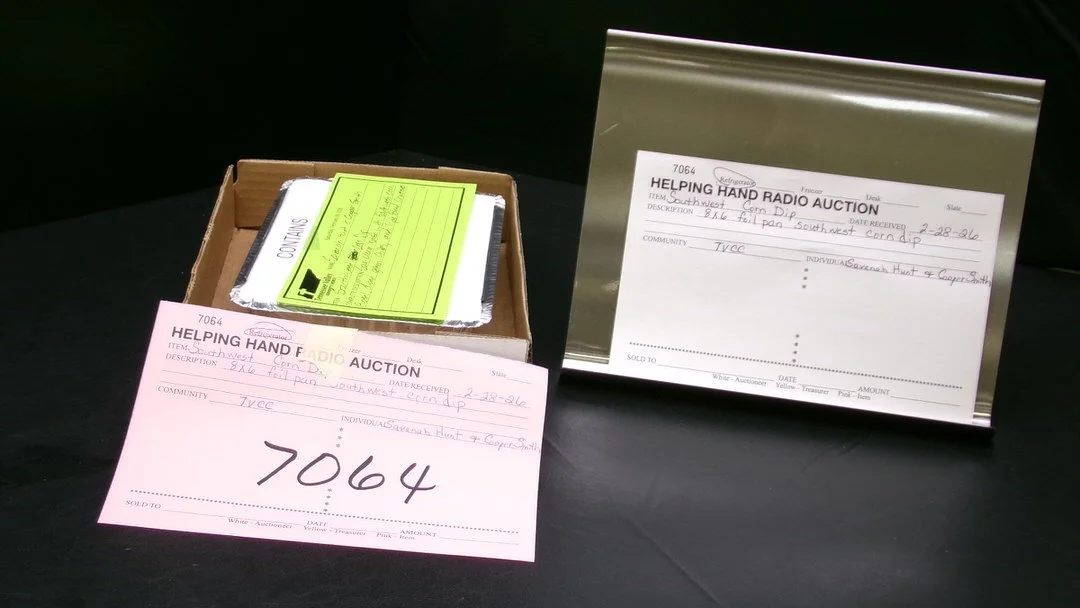 CONTAINS
7064
Refrigerator
HELPING HAND RADIO AUCTION
ITEM Southwest Corn Dip
DATE RECEIVED 2-28-26
State
DESCRIPTION 8x6 foil pan southwest corn dip
COMMUNITY TVCC
INDIVIDUAL Savenah Hunt & Cooper Smith
7064
SOLD TO
DATE
AMOUNT
White - Auctioneer Yellow - Treasurer Pink - Item
7064
Refrigerator Freezer Desk State
HELPING HAND RADIO AUCTION
ITEM Southwest Corn Dip
DATE RECEIVED 2-28-26
DESCRIPTION 8x6 foil pan southwest corn dip
COMMUNITY TVCC
INDIVIDUAL Savenah Hunt & Cooper Smith
SOLD TO
DATE
AMOUNT
White - Auctioneer Yellow - Treasurer Pink - Item